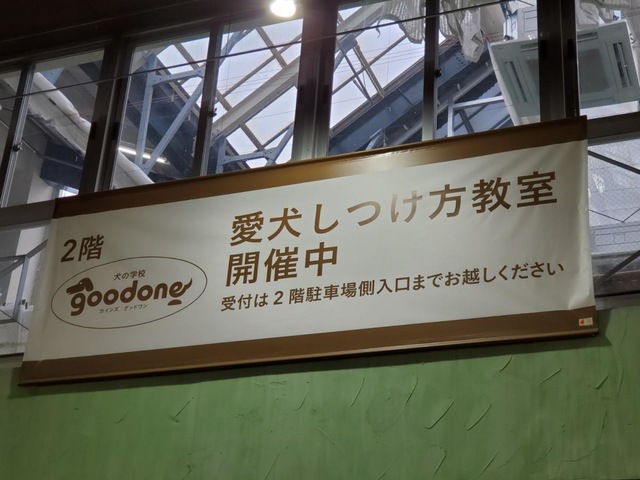 2階
犬の学校
goodone
カインズ グッドワン
愛犬しつけ方教室
開催中
受付は2階駐車場側入口までお越しください